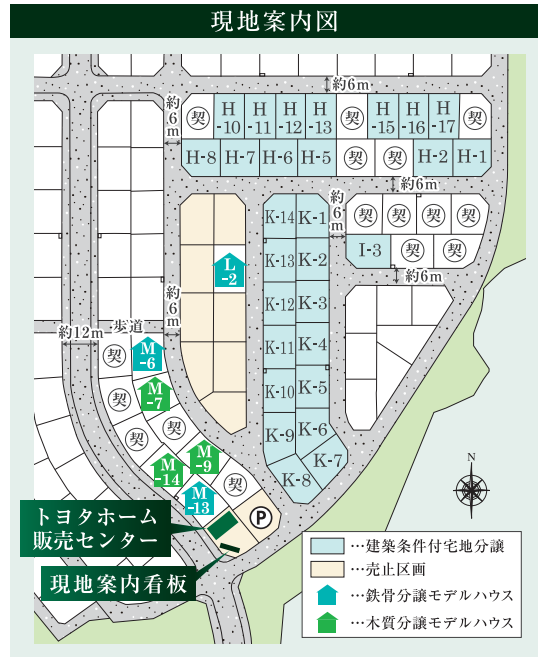 現地案内図
約6m
約6m
契
H-10
H-11
H-12
H-13
契
H-15
H-16
H-17
契
H-8
H-7
H-6
H-5
契
契
H-2
H-1
約6m
K-14
K-1
約6m
契
契
契
契
K-13
K-2
I-3
契
契
L-2
約6m
K-12
K-3
約6m
約12m
歩道
契
M-6
K-11
K-4
契
M-7
K-10
K-5
契
契
K-9
K-6
M-14
M-9
K-8
K-7
M-13
契
P
N
トヨタホーム
販売センター
現地案内看板
…建築条件付宅地分譲
…売止区画
…鉄骨分譲モデルハウス
…木質分譲モデルハウス